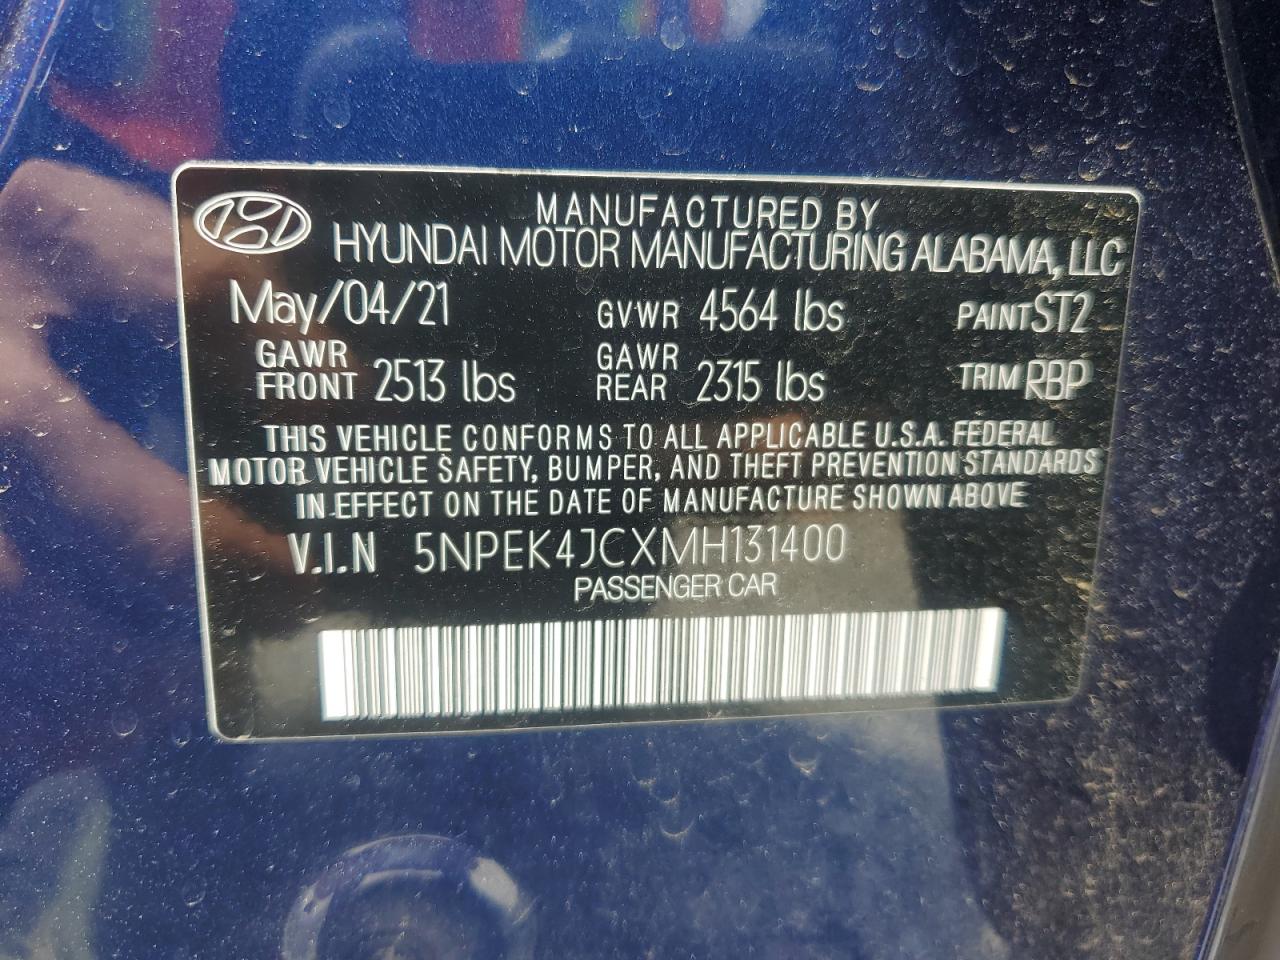 MANUFACTURED BY
HYUNDAI MOTOR MANUFACTURING ALABAMA, LLC
May/04/21 GVWR 4564 lbs PAINT ST2
GAWR FRONT 2513 lbs GAWR REAR 2315 lbs TRIM RBP
THIS VEHICLE CONFORMS TO ALL APPLICABLE U.S.A. FEDERAL
MOTOR VEHICLE SAFETY, BUMPER, AND THEFT PREVENTION STANDARDS
IN EFFECT ON THE DATE OF MANUFACTURE SHOWN ABOVE
V.I.N 5NPEK4JCXMH131400
PASSENGER CAR